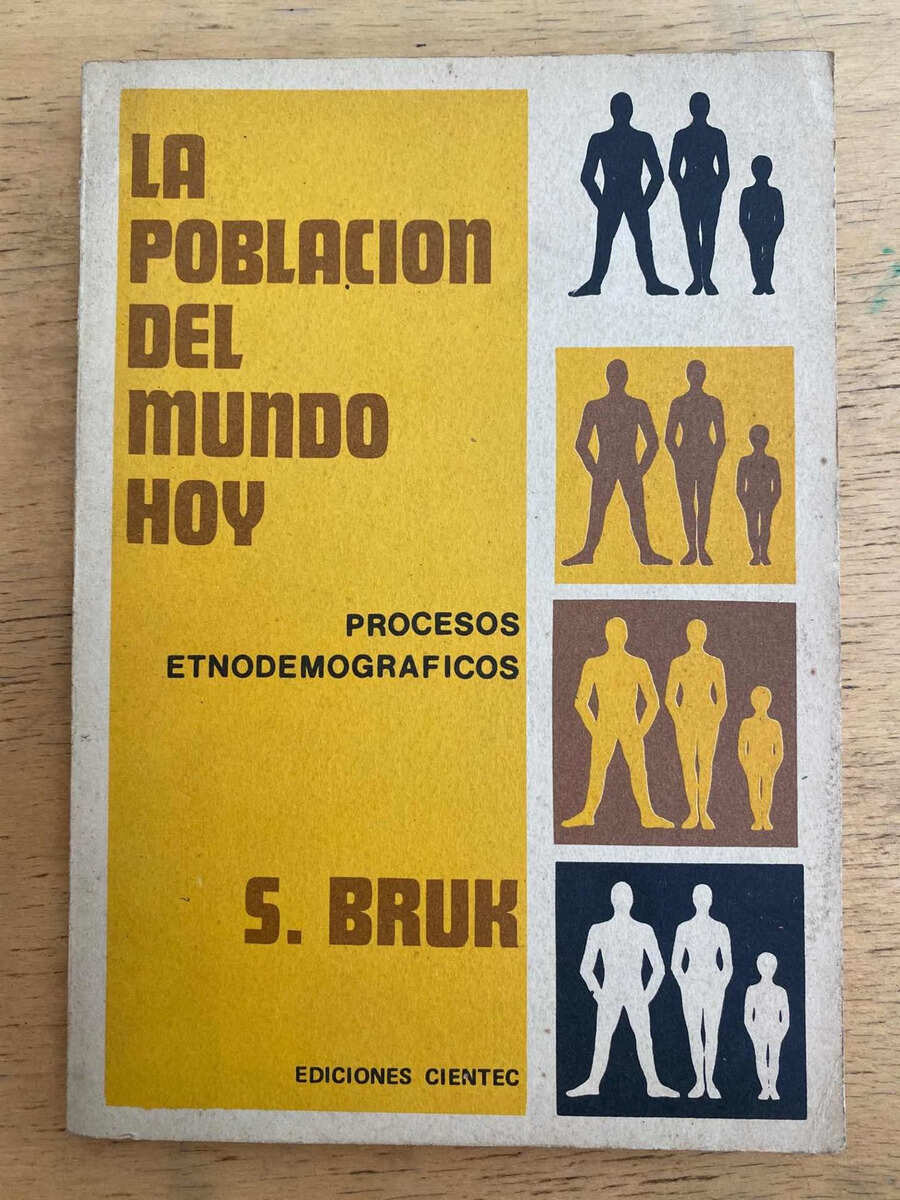 LA
POBLACION
DEL
MUNDO
HOY
PROCESOS
ETNODEMOGRAFICOS
S. BRUK
EDICIONES CIENTEC